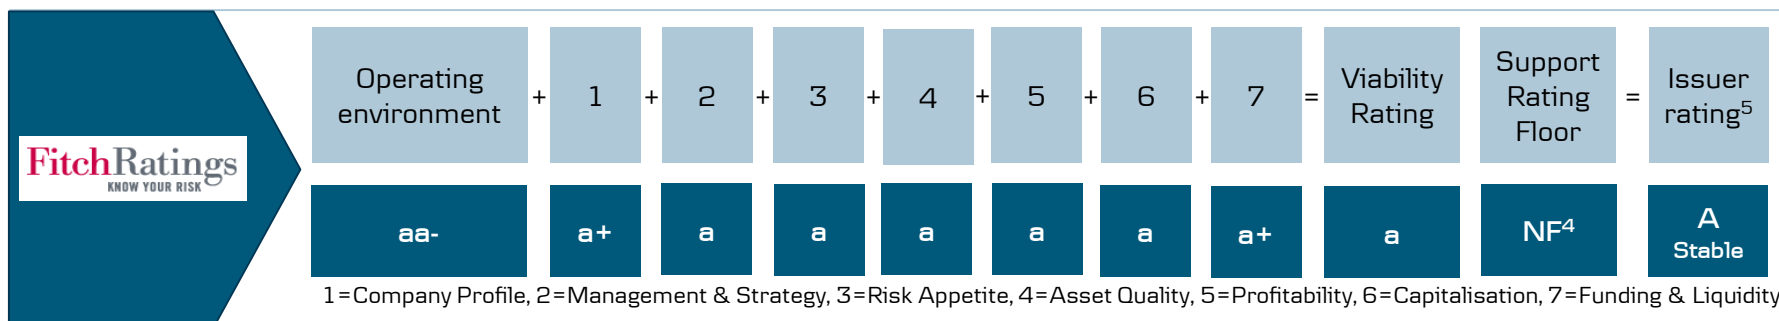 FitchRatings
KNOW YOUR RISK
Operating
environment
+ 1 + 2 + 3 + 4 + 5 + 6 + 7 =
Viability
Rating
Support
Rating
Floor
=
Issuer
rating⁵
aa- a+ a a a a a a+ a NF⁴ A
Stable
1=Company Profile, 2=Management & Strategy, 3=Risk Appetite, 4=Asset Quality, 5=Profitability, 6=Capitalisation, 7=Funding & Liquidity